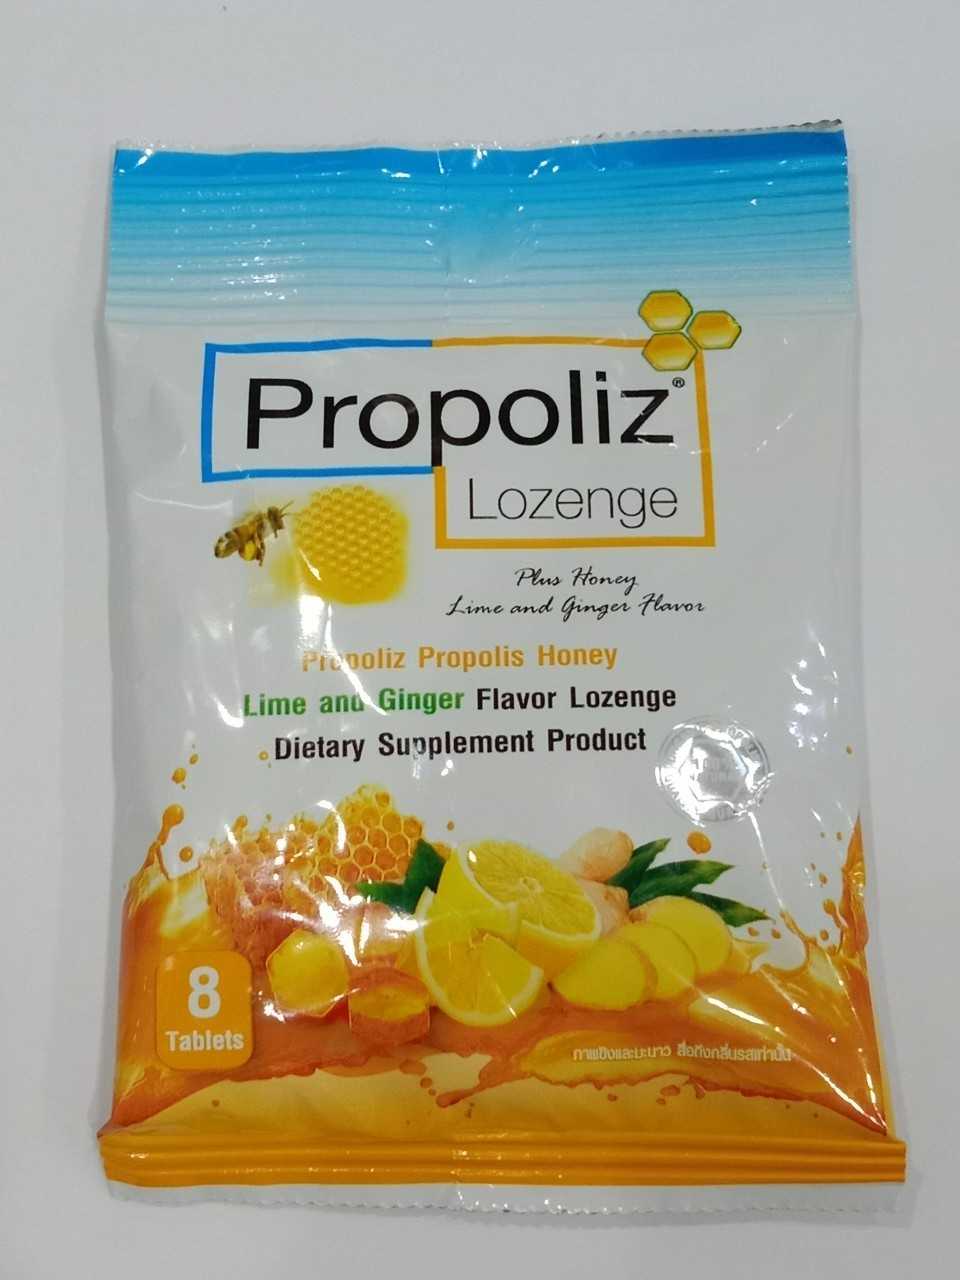 Propoliz®
Lozenge
Plus Honey
Lime and Ginger Flavor
Propoliz Propolis Honey
Lime and Ginger Flavor Lozenge
Dietary Supplement Product
8
Tablets
ภาพขิงและมะนาว สื่อถึงกลิ่นรสเท่านั้น